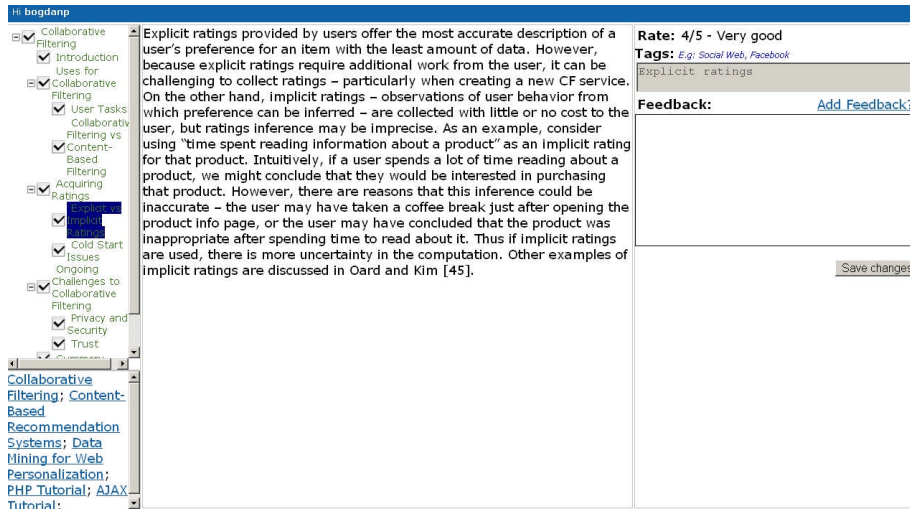 Hi bogdanp
Collaborative
Filtering
Introduction
Uses for
Collaborative
Filtering
User Tasks
Collaborativ
Filtering vs
Content-
Based
Filtering
Acquiring
Ratings
Explicit vs
Implicit
Ratings
Cold Start
Issues
Ongoing
Challenges to
Collaborative
Filtering
Privacy and
Security
Trust
Summary
Collaborative
Filtering; Content-
Based
Recommendation
Systems; Data
Mining for Web
Personalization;
PHP Tutorial; AJAX
Tutorial;
Explicit ratings provided by users offer the most accurate description of a
user's preference for an item with the least amount of data. However,
because explicit ratings require additional work from the user, it can be
challenging to collect ratings – particularly when creating a new CF service.
On the other hand, implicit ratings – observations of user behavior from
which preference can be inferred – are collected with little or no cost to the
user, but ratings inference may be imprecise. As an example, consider
using "time spent reading information about a product" as an implicit rating
for that product. Intuitively, if a user spends a lot of time reading about a
product, we might conclude that they would be interested in purchasing
that product. However, there are reasons that this inference could be
inaccurate – the user may have taken a coffee break just after opening the
product info page, or the user may have concluded that the product was
inappropriate after spending time to read about it. Thus if implicit ratings
are used, there is more uncertainty in the computation. Other examples of
implicit ratings are discussed in Oard and Kim [45].
Rate: 4/5 - Very good
Tags: E.g: Social Web, Facebook
Explicit ratings
Feedback: Add Feedback?
Save changes